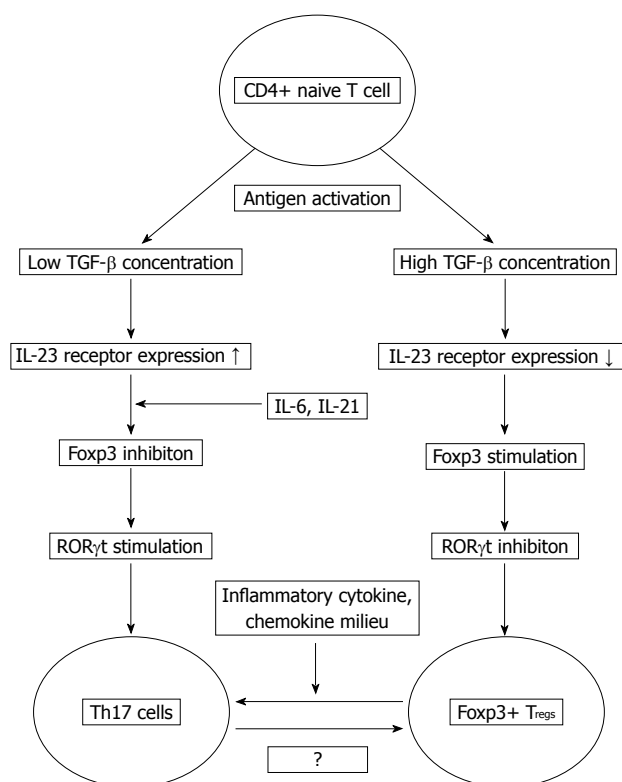 CD4+ naive T cell
Antigen activation
Low TGF-β concentration
High TGF-β concentration
IL-23 receptor expression ↑
IL-23 receptor expression ↓
IL-6, IL-21
Foxp3 inhibiton
Foxp3 stimulation
RORγt stimulation
RORγt inhibiton
Inflammatory cytokine,
chemokine milieu
Th17 cells
Foxp3+ Tregs
?